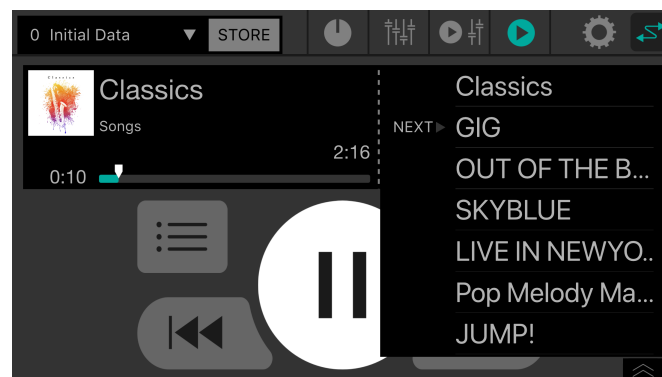 0 Initial Data
STORE
Classics
Classics
Songs
2:16
0:10
Classics
NEXT GIG
OUT OF THE B...
SKYBLUE
LIVE IN NEWYO..
Pop Melody Ma...
JUMP!